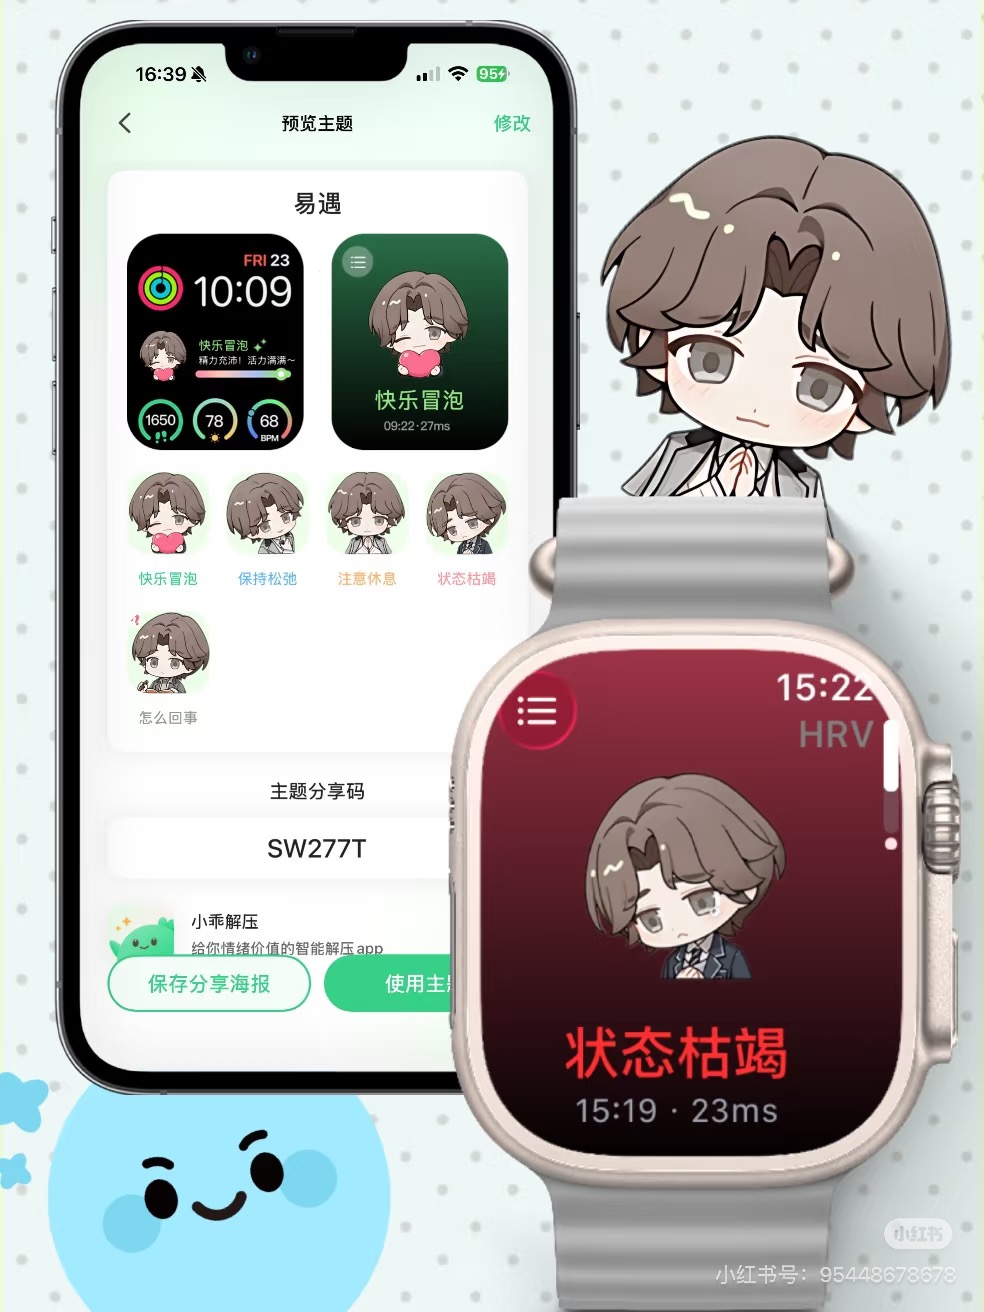 16:39
95
预览主题
修改
易遇
FRI 23
10:09
快乐冒泡
精力充沛！活力满满~
1650
78
68
BPM
快乐冒泡
09:22·27ms
快乐冒泡
保持松弛
注意休息
状态枯竭
怎么回事
主题分享码
SW277T
小乖解压
给你情绪价值的智能解压app
保存分享海报
使用主
15:22
HRV
状态枯竭
15:19 · 23ms
小红书
小红书号：95448678678